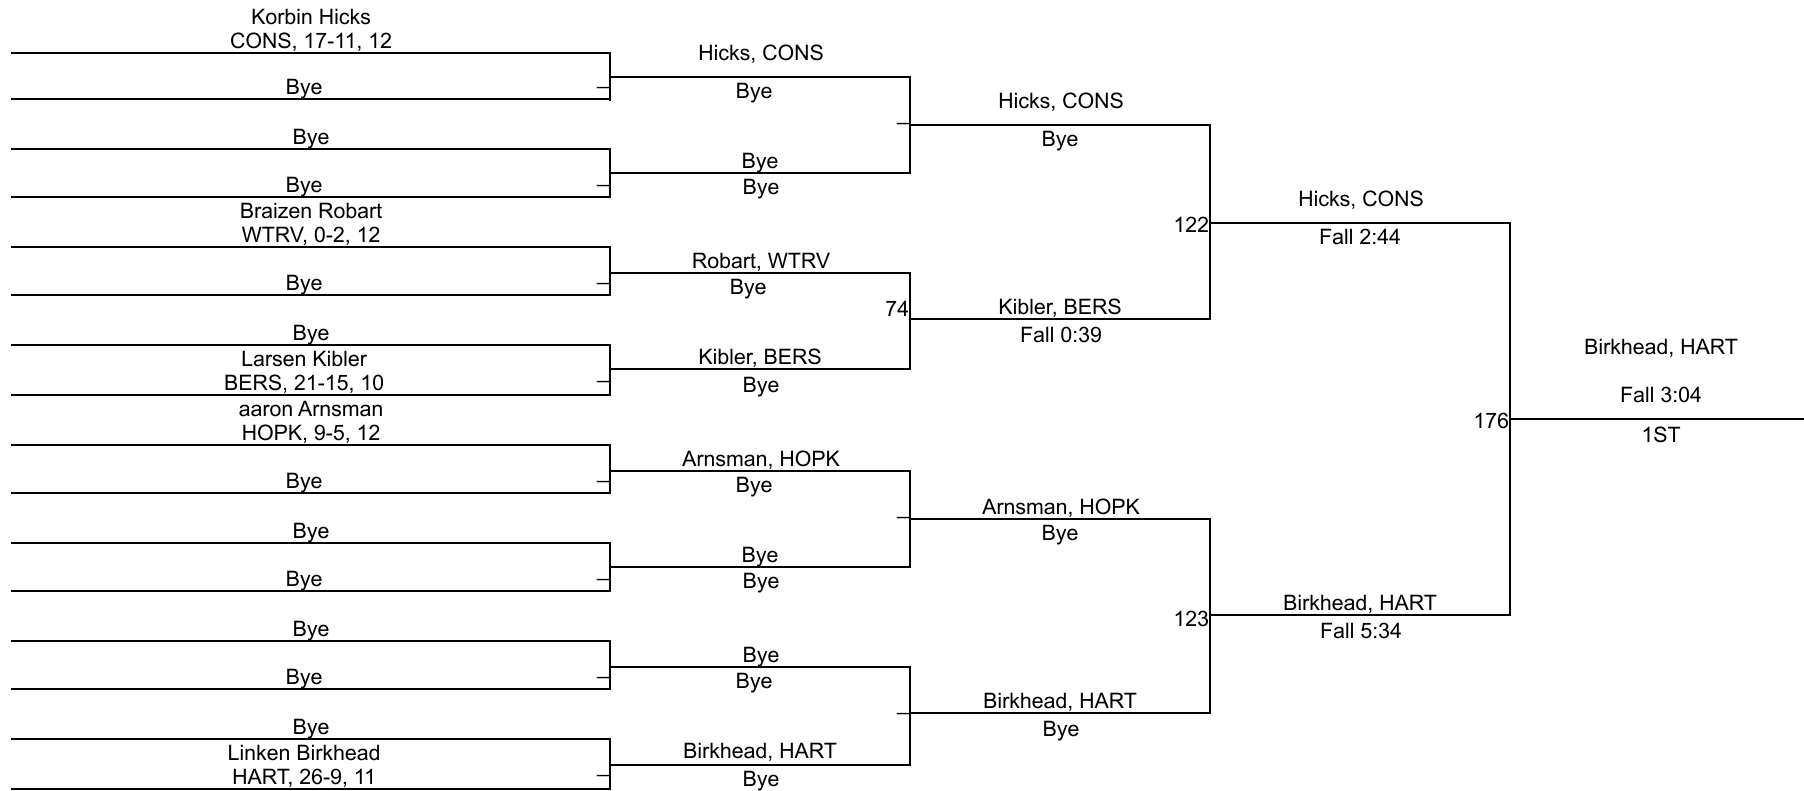 Korbin Hicks
CONS, 17-11, 12
Bye
Bye
Bye
Braizen Robart
WTRV, 0-2, 12
Bye
Bye
Larsen Kibler
BERS, 21-15, 10
aaron Arnsman
HOPK, 9-5, 12
Bye
Bye
Bye
Bye
Bye
Bye
Linken Birkhead
HART, 26-9, 11
Hicks, CONS
Bye
Bye
Bye
Robart, WTRV
Bye
74
Kibler, BERS
Bye
Arnsman, HOPK
Bye
Bye
Bye
Bye
Bye
Birkhead, HART
Bye
Hicks, CONS
Bye
122
Kibler, BERS
Fall 0:39
Arnsman, HOPK
Bye
123
Birkhead, HART
Bye
Hicks, CONS
Fall 2:44
176
Birkhead, HART
Fall 5:34
Birkhead, HART
Fall 3:04
1ST